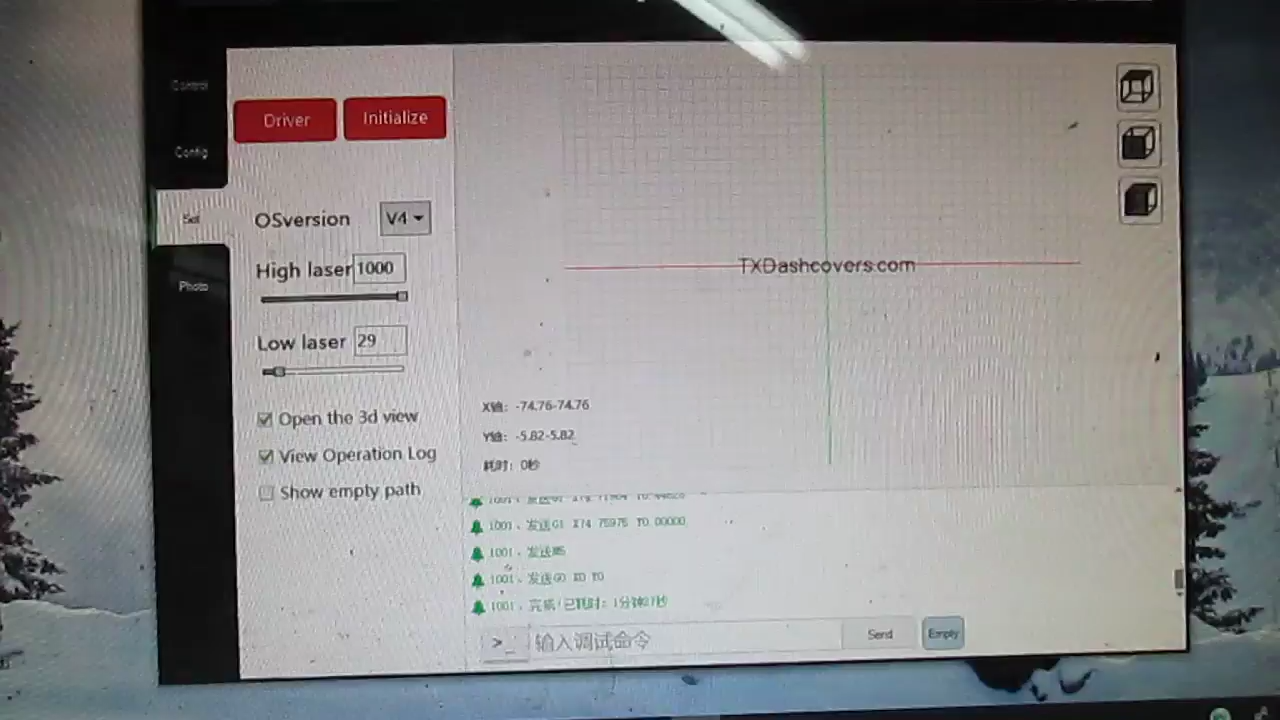 Control
Driver
Initialize
Config
Set
OSversion
V4
High laser
1000
TXDashcovers.com
Photo
Low laser
29
Open the 3d view
View Operation Log
Show empty path
X轴: -74.76-74.76
Y轴: -5.82-5.82
耗时: 0秒
1001、发送G1 X74.75975 Y0.00000
1001、发送M5
1001、发送G0 X0 Y0
1001、完成!已耗时: 1分钟27秒
>_
输入调试命令
Send
Empty